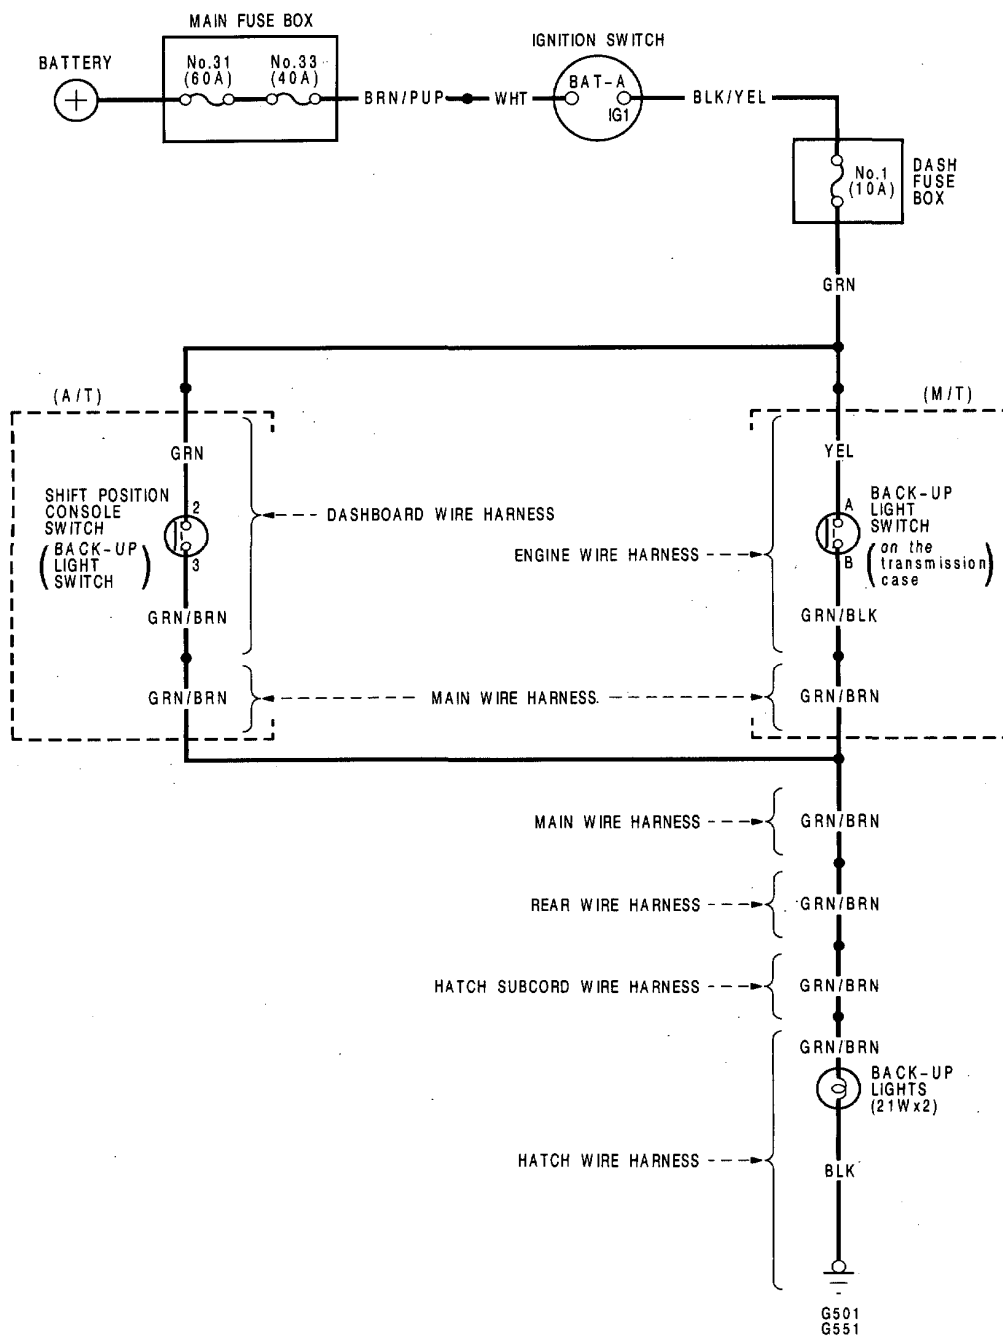 MAIN FUSE BOX
BATTERY
No.31
(60A)
No.33
(40A)
BRN/PUP
WHT
IGNITION SWITCH
BAT-A
IG1
BLK/YEL
No.1
(10A)
DASH
FUSE
BOX
GRN
(A/T)
GRN
SHIFT POSITION
CONSOLE
SWITCH
(BACK-UP
LIGHT
SWITCH)
2
3
GRN/BRN
GRN/BRN
DASHBOARD WIRE HARNESS
ENGINE WIRE HARNESS
MAIN WIRE HARNESS.
(M/T)
YEL
A
B
BACK-UP
LIGHT
SWITCH
(on the
transmission
case)
GRN/BLK
GRN/BRN
MAIN WIRE HARNESS
GRN/BRN
REAR WIRE HARNESS
GRN/BRN
HATCH SUBCORD WIRE HARNESS
GRN/BRN
GRN/BRN
BACK-UP
LIGHTS
(21Wx2)
HATCH WIRE HARNESS
BLK
G501
G551